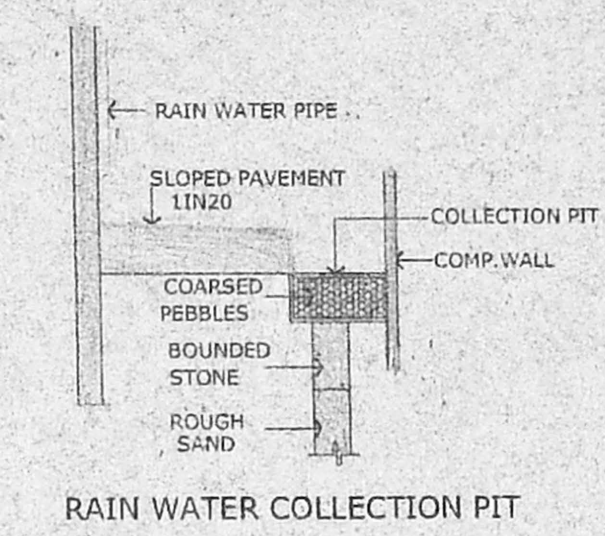 RAIN WATER PIPE
SLOPED PAVEMENT
1IN20
COLLECTION PIT
COMP.WALL
COARSED
PEBBLES
BOUNDED
STONE
ROUGH
SAND
RAIN WATER COLLECTION PIT